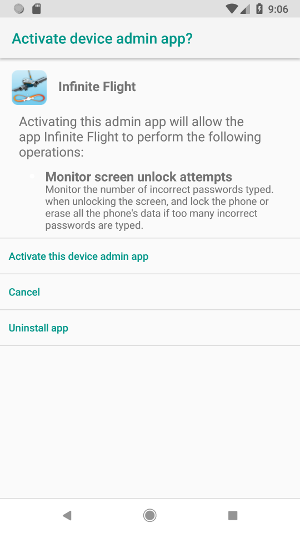 9:06
Activate device admin app?
Infinite Flight
Activating this admin app will allow the
app Infinite Flight to perform the following
operations:
Monitor screen unlock attempts
Monitor the number of incorrect passwords typed.
when unlocking the screen, and lock the phone or
erase all the phone's data if too many incorrect
passwords are typed.
Activate this device admin app
Cancel
Uninstall app